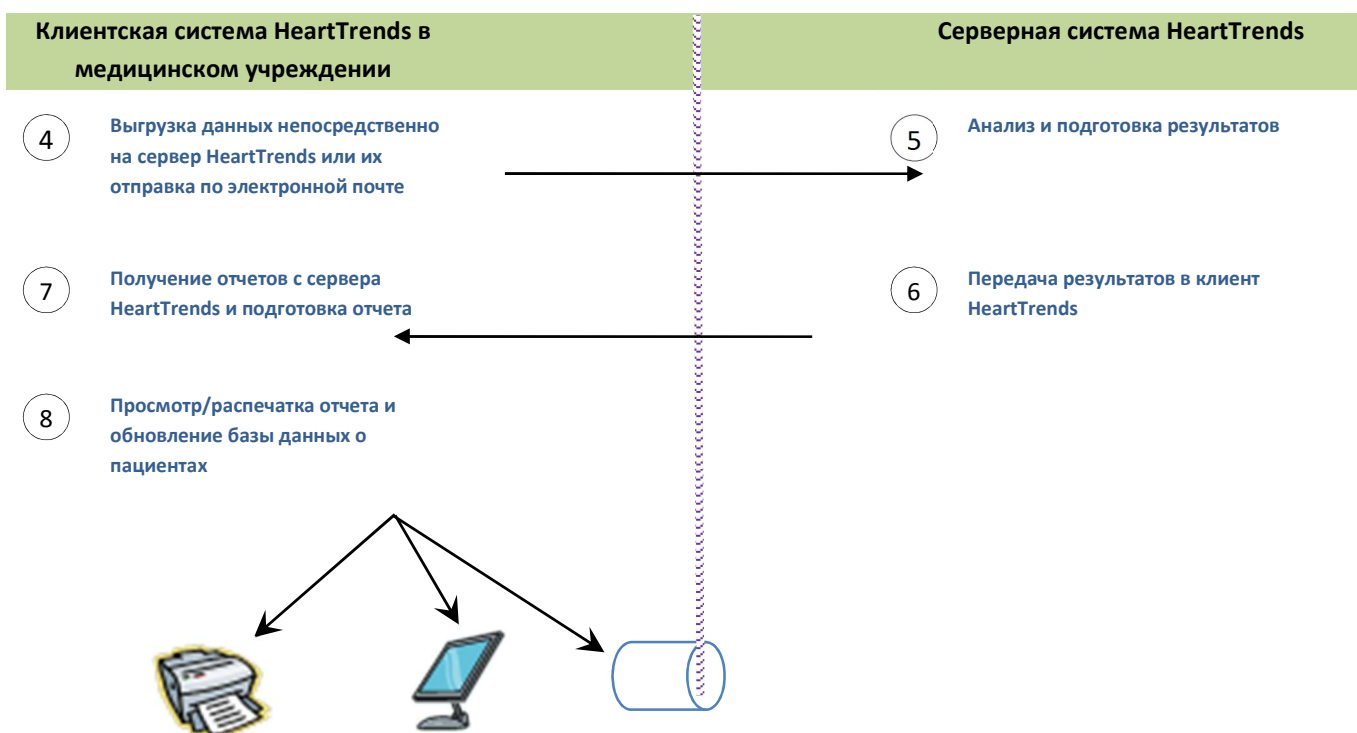 Клиентская система HeartTrends в
медицинском учреждении
Серверная система HeartTrends
4
Выгрузка данных непосредственно
на сервер HeartTrends или их
отправка по электронной почте
5
Анализ и подготовка результатов
7
Получение отчетов с сервера
HeartTrends и подготовка отчета
6
Передача результатов в клиент
HeartTrends
8
Просмотр/распечатка отчета и
обновление базы данных о
пациентах